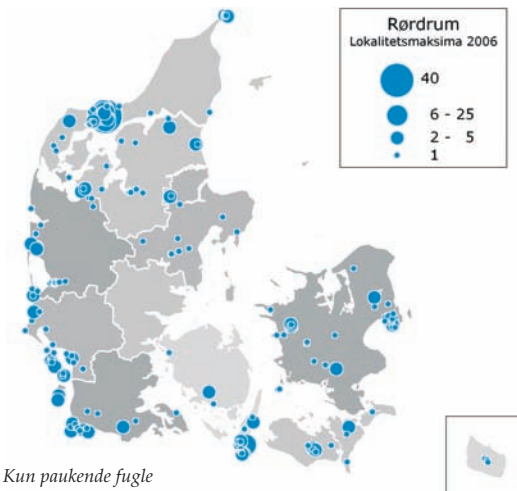 Rørdrum
Lokalitetsmaksima 2006
40
6 - 25
2 - 5
1
Kun paukende fugle